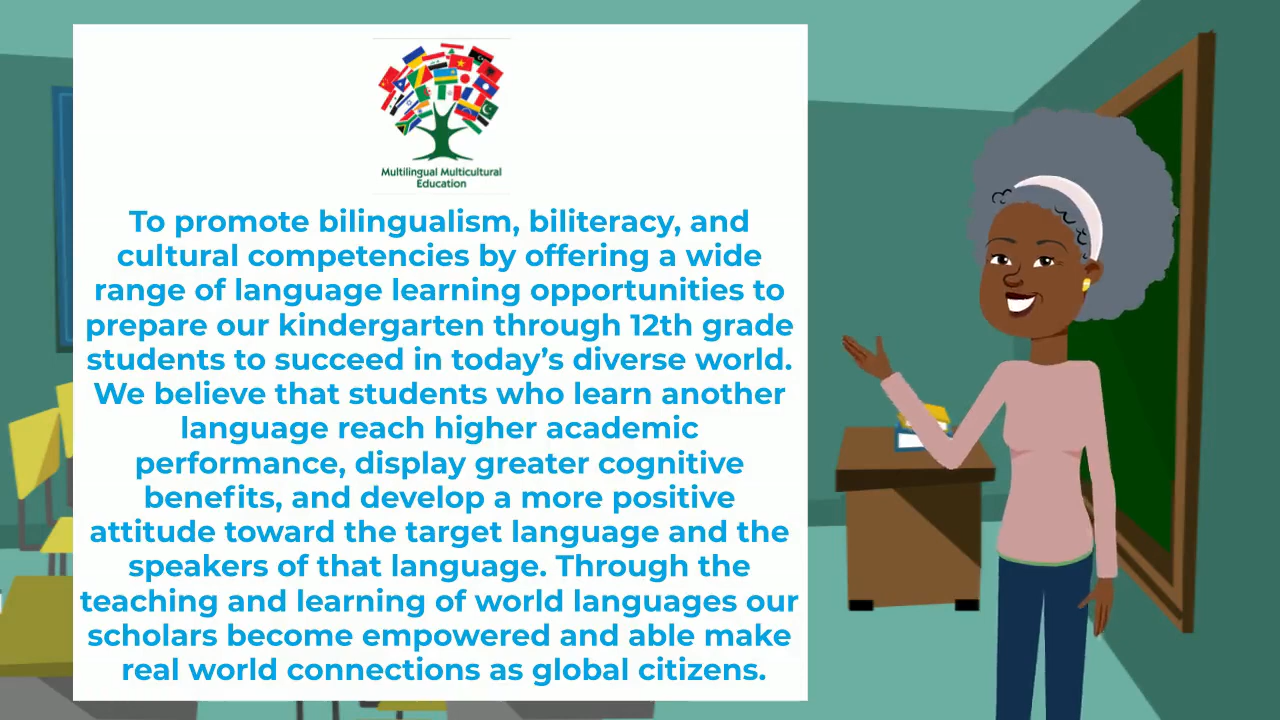 Multilingual Multicultural
Education
To promote bilingualism, biliteracy, and
cultural competencies by offering a wide
range of language learning opportunities to
prepare our kindergarten through 12th grade
students to succeed in today’s diverse world.
We believe that students who learn another
language reach higher academic
performance, display greater cognitive
benefits, and develop a more positive
attitude toward the target language and the
speakers of that language. Through the
teaching and learning of world languages our
scholars become empowered and able make
real world connections as global citizens.